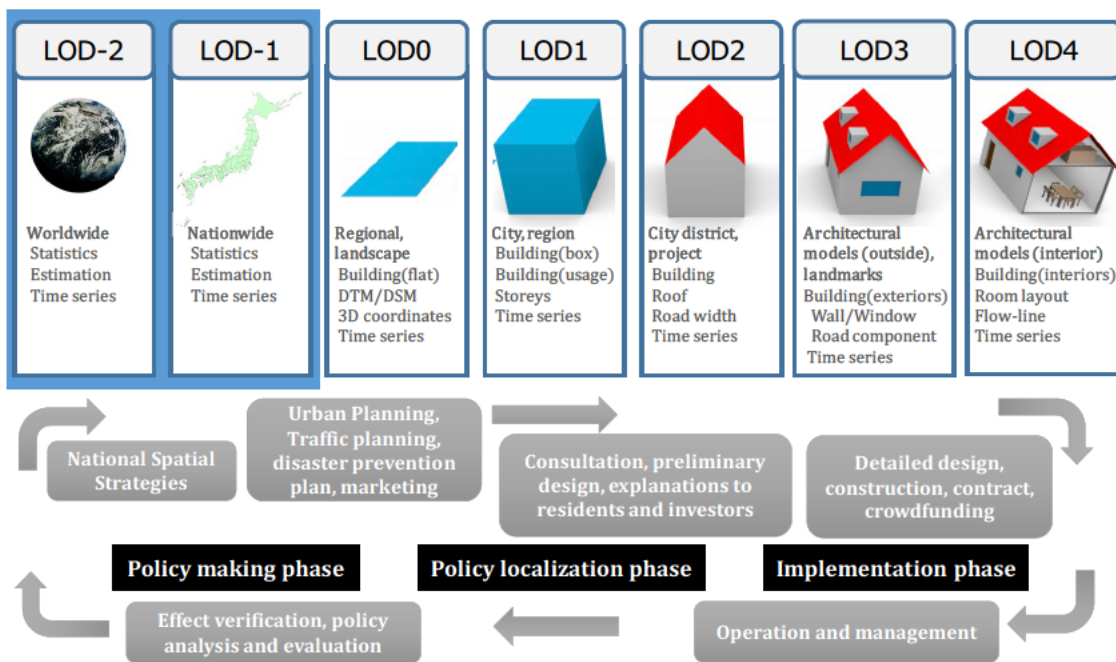 LOD-2
LOD-1
LOD0
LOD1
LOD2
LOD3
LOD4
Worldwide
Statistics
Estimation
Time series
Nationwide
Statistics
Estimation
Time series
Regional,
landscape
Building(flat)
DTM/DSM
3D coordinates
Time series
City, region
Building(box)
Building(usage)
Storeys
Time series
City district,
project
Building
Roof
Road width
Time series
Architectural
models (outside),
landmarks
Building(exteriors)
Wall/Window
Road component
Time series
Architectural
models (interior)
Building(interiors)
Room layout
Flow-line
Time series
National Spatial
Strategies
Urban Planning,
Traffic planning,
disaster prevention
plan, marketing
Consultation, preliminary
design, explanations to
residents and investors
Detailed design,
construction, contract,
crowdfunding
Policy making phase
Policy localization phase
Implementation phase
Effect verification, policy
analysis and evaluation
Operation and management